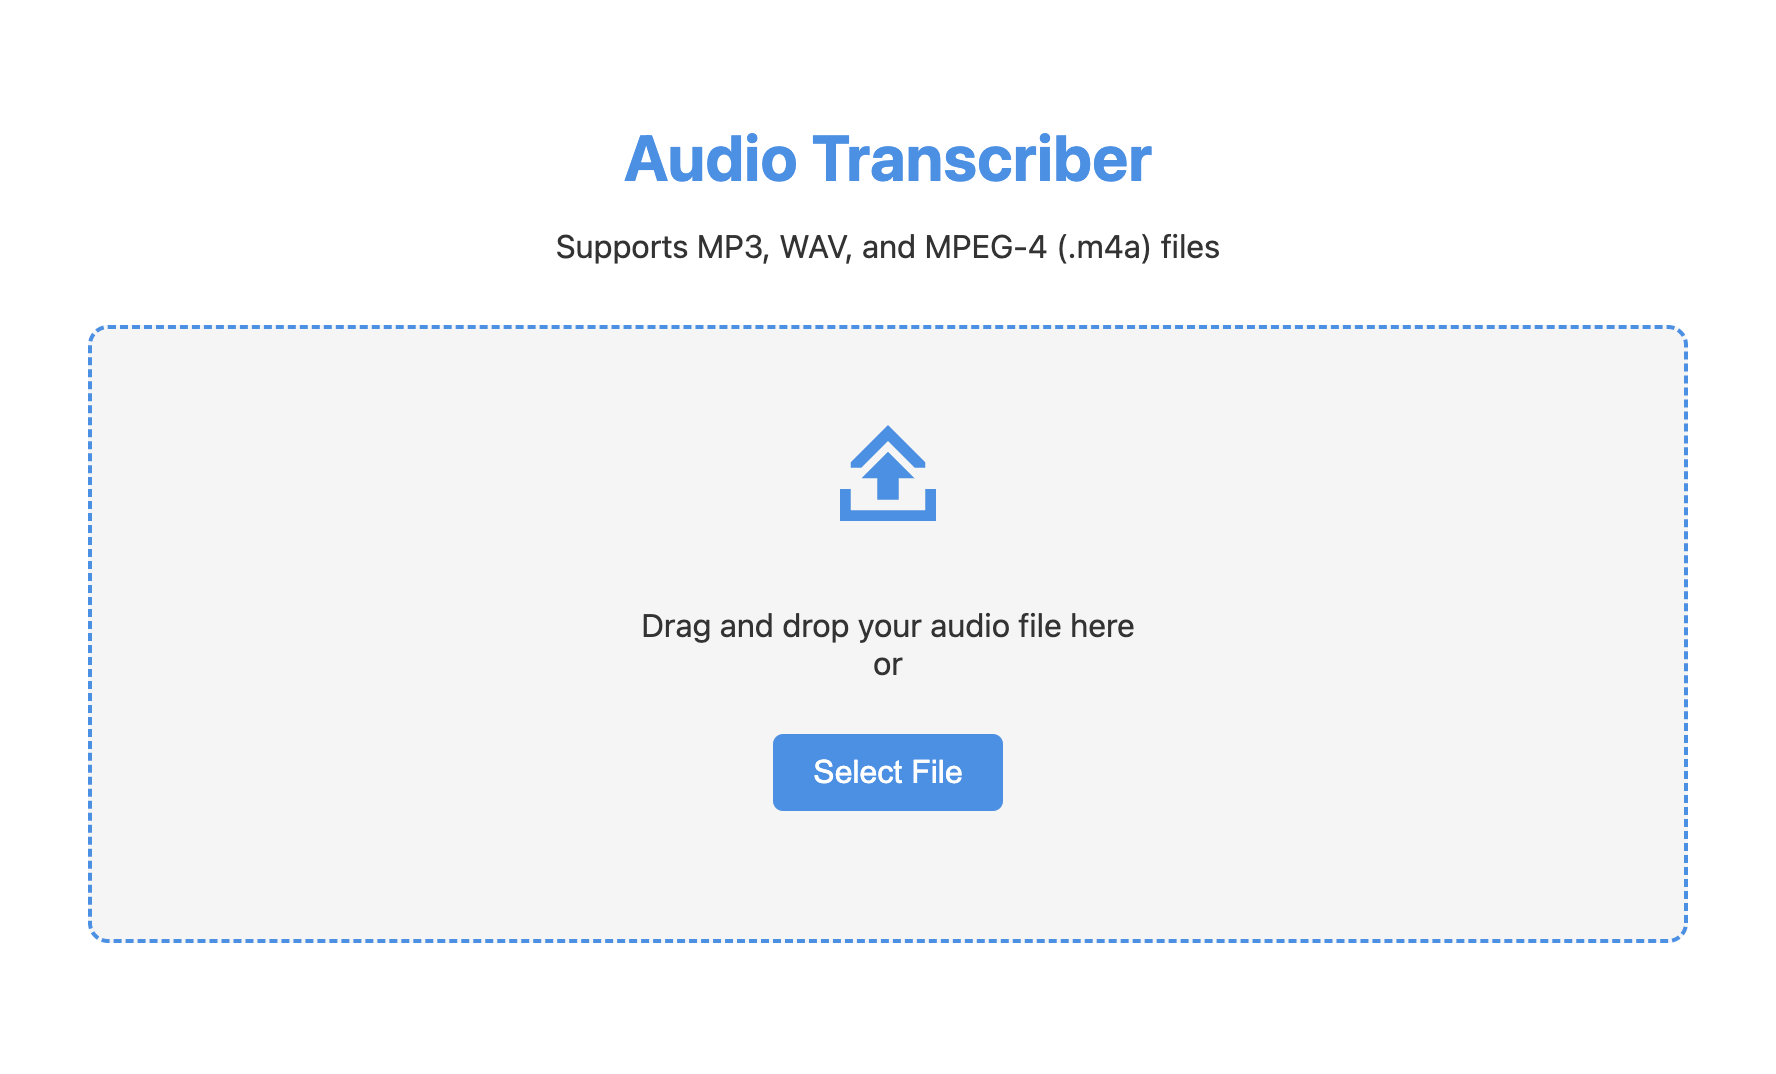 Audio Transcriber
Supports MP3, WAV, and MPEG-4 (.m4a) files
Drag and drop your audio file here
or
Select File